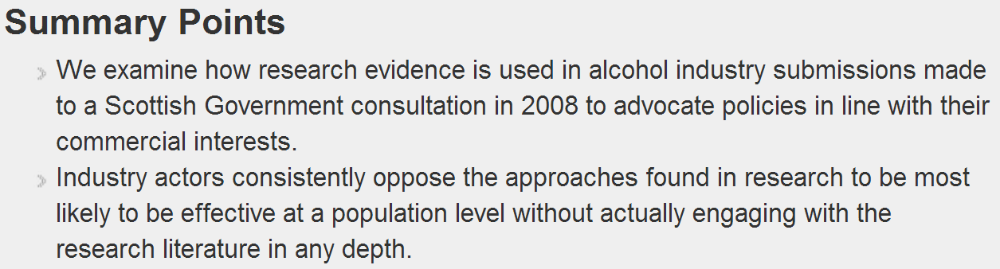 Summary Points
We examine how research evidence is used in alcohol industry submissions made
to a Scottish Government consultation in 2008 to advocate policies in line with their
commercial interests.
Industry actors consistently oppose the approaches found in research to be most
likely to be effective at a population level without actually engaging with the
research literature in any depth.